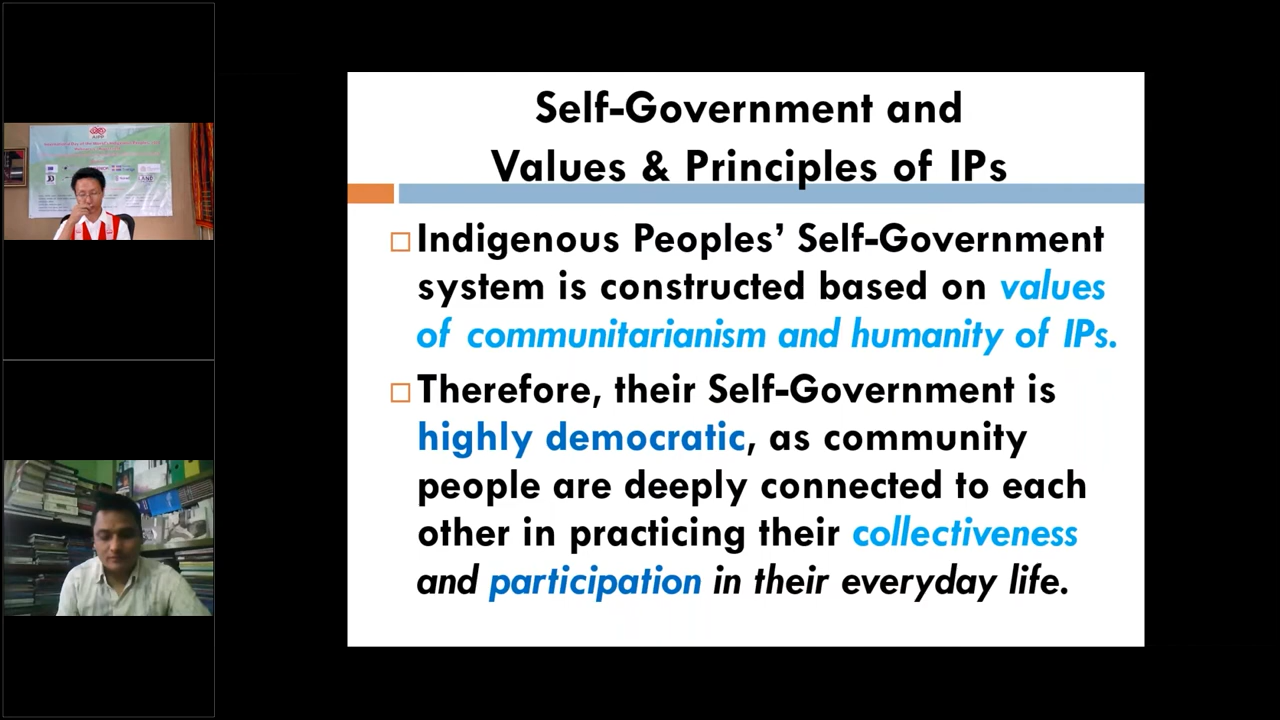 Self-Government and
Values & Principles of IPs
Indigenous Peoples’ Self-Government
system is constructed based on values
of communitarianism and humanity of IPs.
Therefore, their Self-Government is
highly democratic, as community
people are deeply connected to each
other in practicing their collectiveness
and participation in their everyday life.